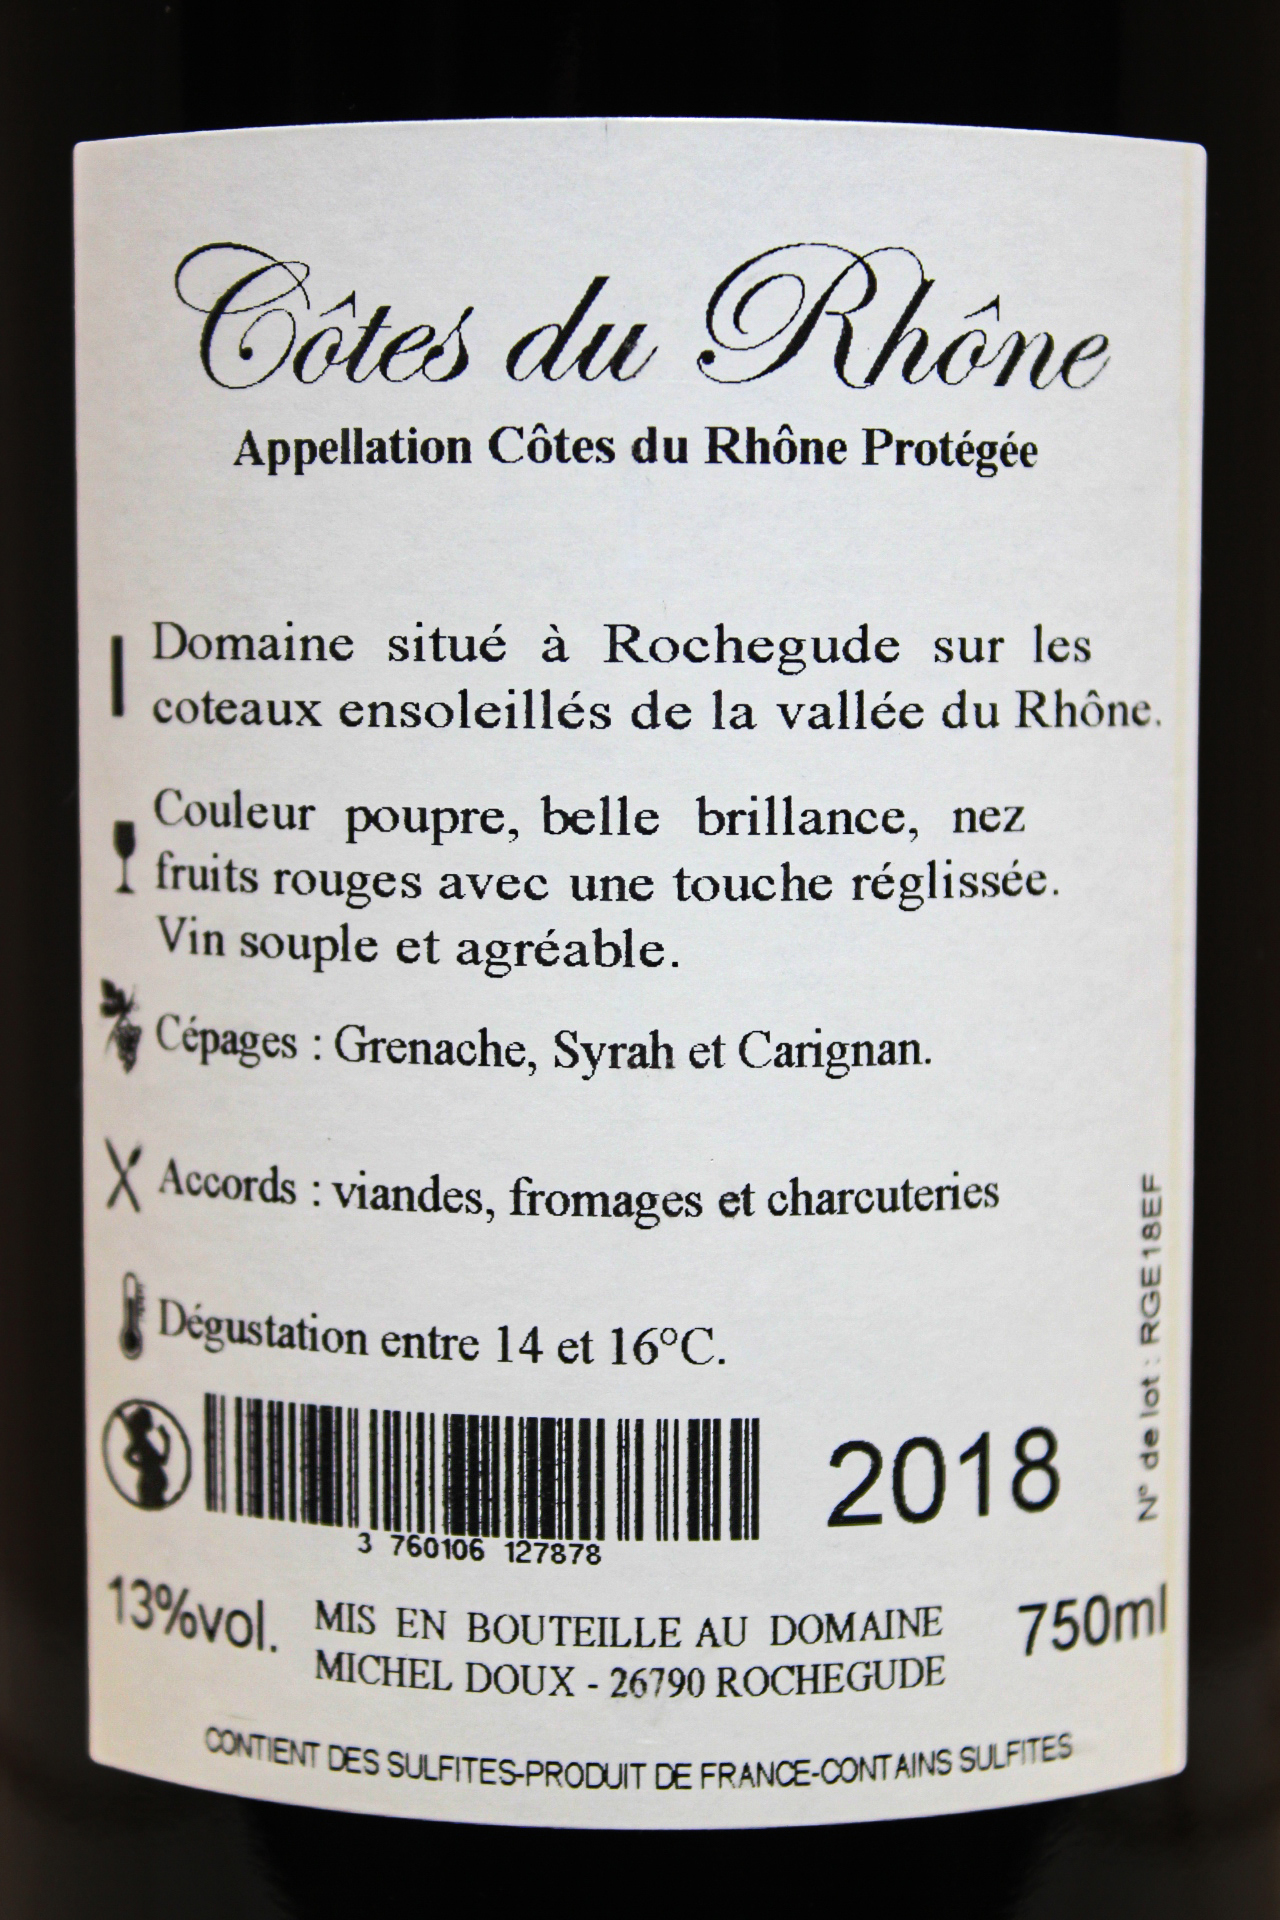 Côtes du Rhône
Appellation Côtes du Rhône Protégée
Domaine situé à Rochegude sur les
coteaux ensoleillés de la vallée du Rhône.
Couleur poupre, belle brillance, nez
fruits rouges avec une touche réglissée.
Vin souple et agréable.
Cépages : Grenache, Syrah et Carignan.
Accords : viandes, fromages et charcuteries
Dégustation entre 14 et 16°C.
N° de lot : RGE18EF
2018
3 760106 127878
13%vol.
MIS EN BOUTEILLE AU DOMAINE
MICHEL DOUX - 26790 ROCHEGUDE
750ml
CONTIENT DES SULFITES-PRODUIT DE FRANCE-CONTAINS SULFITES